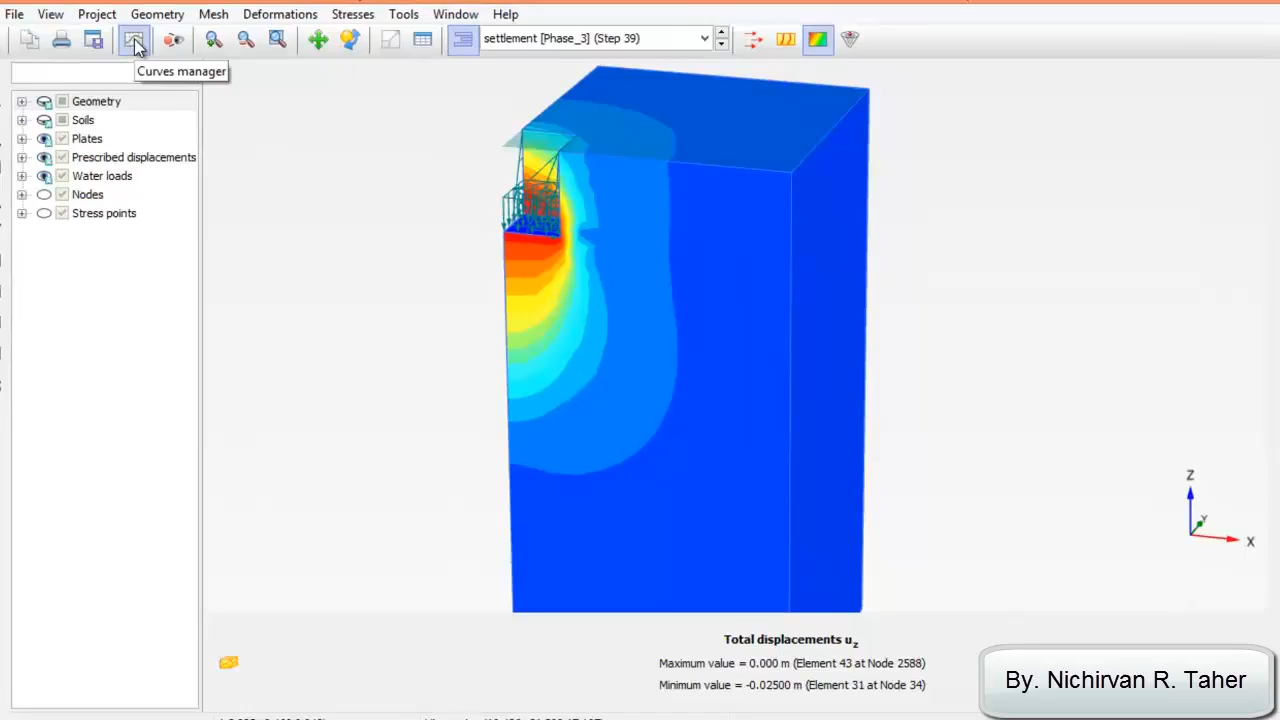 File View Project Geometry Mesh Deformations Stresses Tools Window Help
settlement [Phase_3] (Step 39)
Curves manager
Geometry
Soils
Plates
Prescribed displacements
Water loads
Nodes
Stress points
Z
Y
X
Total displacements uz
Maximum value = 0.000 m (Element 43 at Node 2588)
Minimum value = -0.02500 m (Element 31 at Node 34)
By. Nichirvan R. Taher